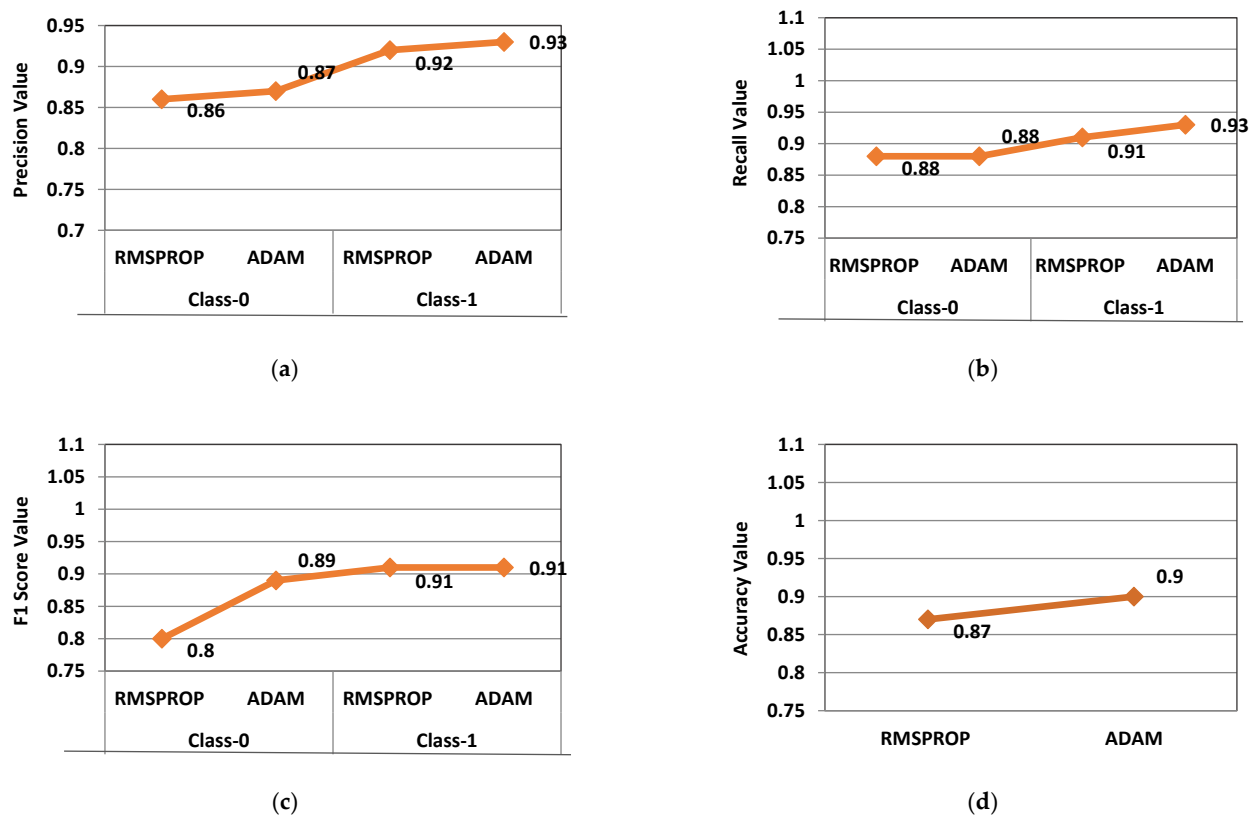 Precision Value
0.95
0.9
0.85
0.8
0.75
0.7
0.86
0.87
0.92
0.93
RMSPROP ADAM RMSPROP ADAM
Class-0 Class-1
(a)
Recall Value
1.1
1.05
1
0.95
0.9
0.85
0.8
0.75
0.88
0.88
0.91
0.93
RMSPROP ADAM RMSPROP ADAM
Class-0 Class-1
(b)
F1 Score Value
1.1
1.05
1
0.95
0.9
0.85
0.8
0.75
0.8
0.89
0.91
0.91
RMSPROP ADAM RMSPROP ADAM
Class-0 Class-1
(c)
Accuracy Value
1.1
1.05
1
0.95
0.9
0.85
0.8
0.75
0.87
0.9
RMSPROP ADAM
(d)